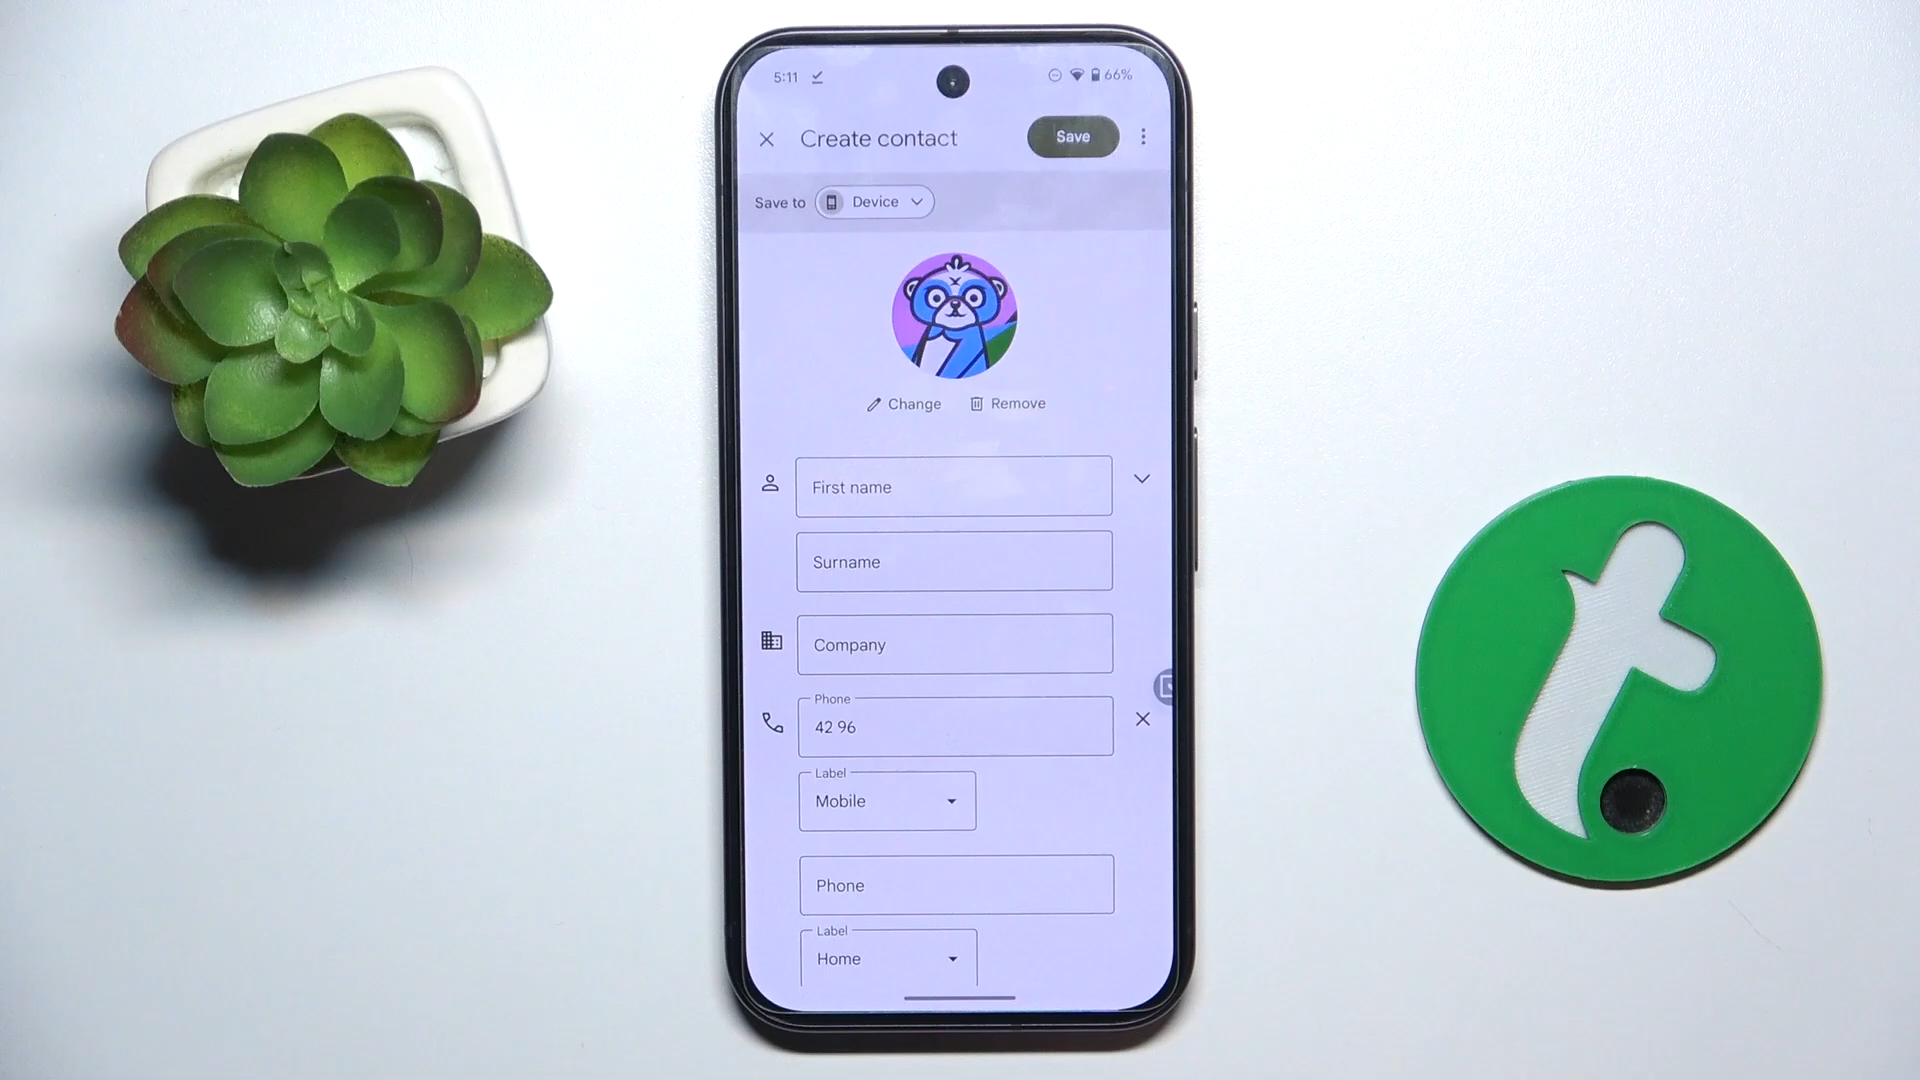 5:11
66%
Create contact
Save
Save to
Device
Change
Remove
First name
Surname
Company
Phone
42 96
Label
Mobile
Phone
Label
Home